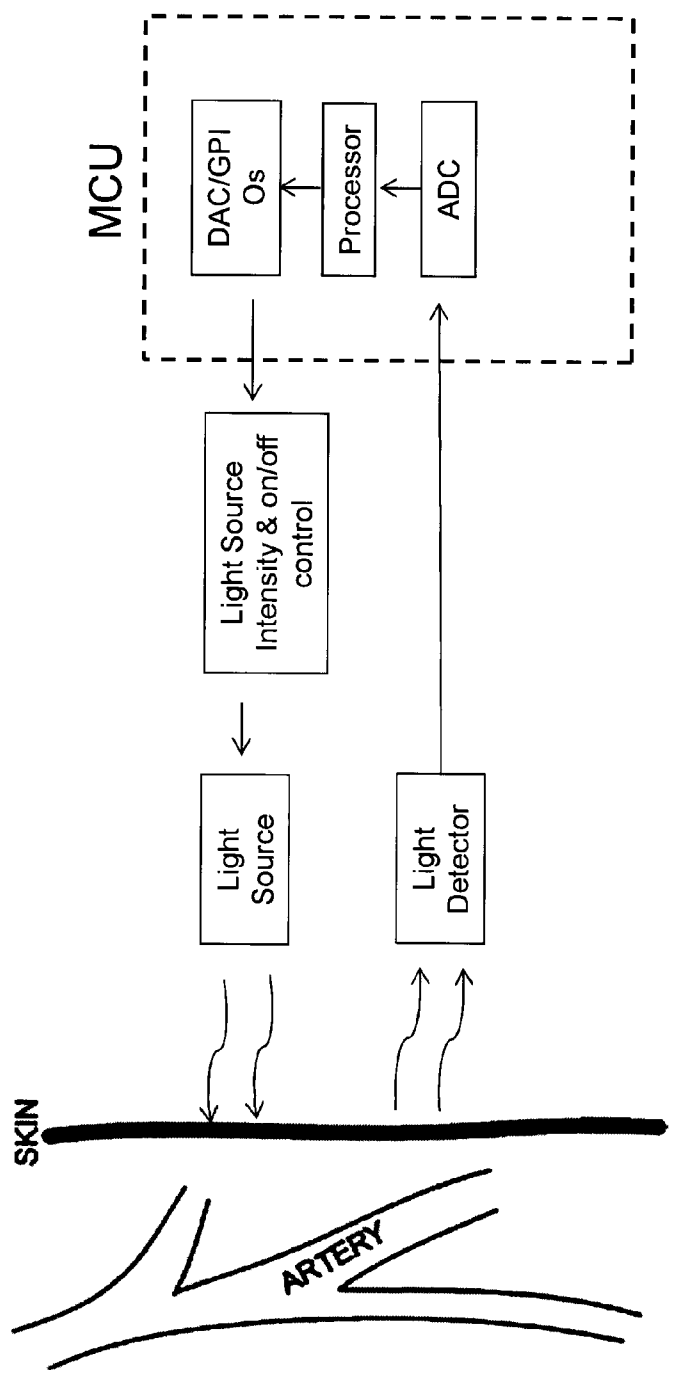 SKIN
ARTERY
Light
Source
Light
Detector
Light Source
Intensity & on/off
control
MCU
DAC/GPI
Os
Processor
ADC